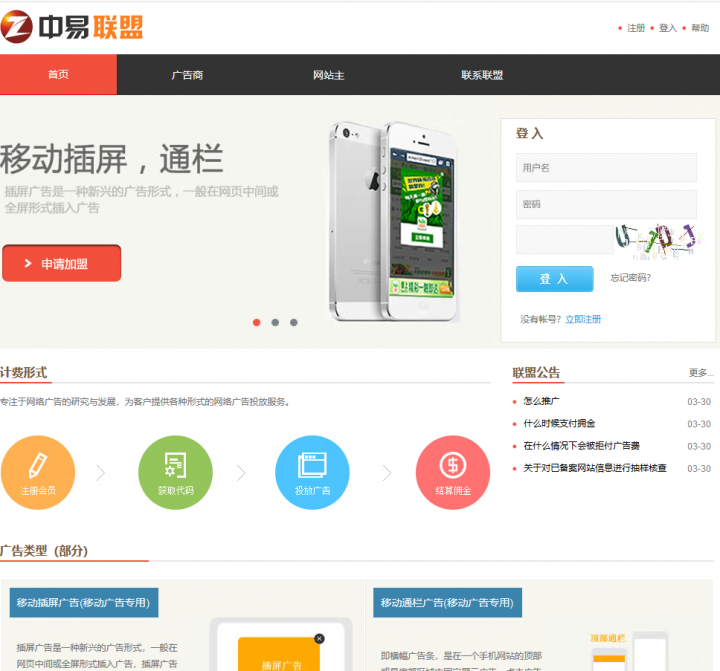 中易联盟
注册 登入 帮助
首页 广告商 网站主 联系联盟
移动插屏，通栏
插屏广告是一种新兴的广告形式，一般在网页中间或
全屏形式插入广告
申请加盟
登 入
用户名
密码
登 入 忘记密码?
没有帐号? 立即注册
计费形式
专注于网络广告的研究与发展，为客户提供各种形式的网络广告投放服务。
注册会员 获取代码 投放广告 结算佣金
联盟公告 更多...
怎么推广 03-30
什么时候支付拥金 03-30
在什么情况下会被拒付广告费 03-30
关于对已备案网站信息进行抽样核查 03-30
广告类型（部分）
移动插屏广告(移动广告专用)
插屏广告是一种新兴的广告形式，一般在
网页中间或全屏形式插入广告，插屏广告
插屏广告
移动通栏广告(移动广告专用)
即横幅广告条，是在一个手机网站的顶部
顶部通栏